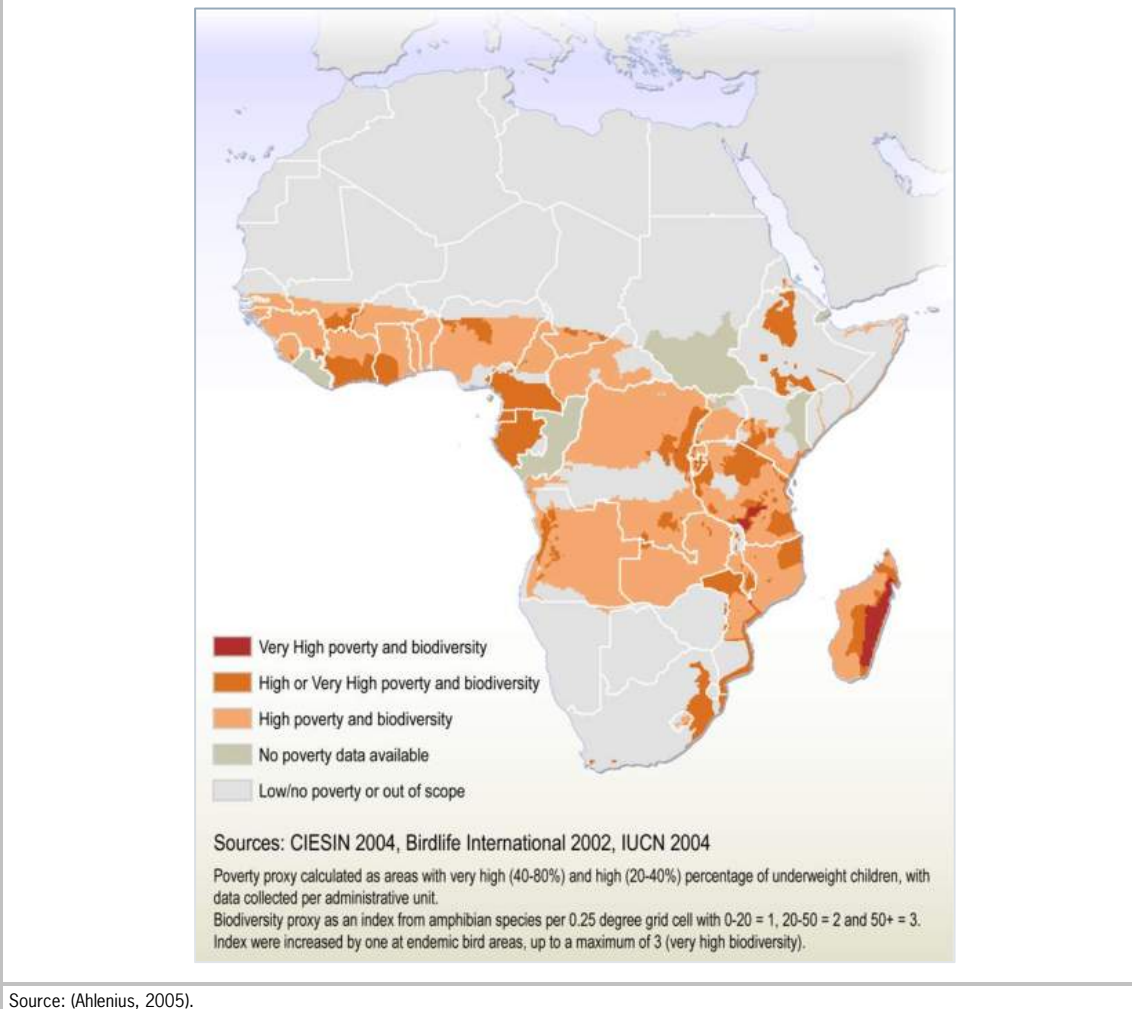 Very High poverty and biodiversity
High or Very High poverty and biodiversity
High poverty and biodiversity
No poverty data available
Low/no poverty or out of scope
Sources: CIESIN 2004, Birdlife International 2002, IUCN 2004
Poverty proxy calculated as areas with very high (40-80%) and high (20-40%) percentage of underweight children, with
data collected per administrative unit.
Biodiversity proxy as an index from amphibian species per 0.25 degree grid cell with 0-20 = 1, 20-50 = 2 and 50+ = 3.
Index were increased by one at endemic bird areas, up to a maximum of 3 (very high biodiversity).
Source: (Ahlenius, 2005).